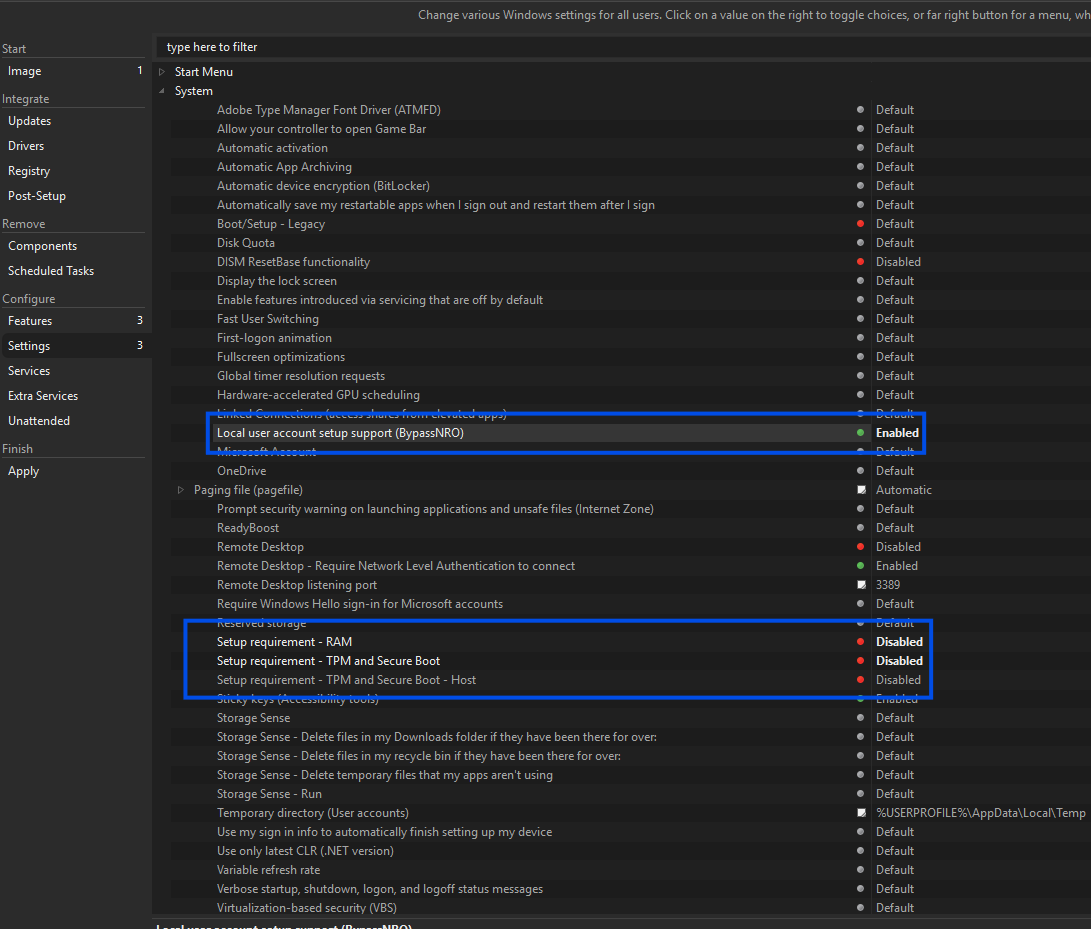 Change various Windows settings for all users. Click on a value on the right to toggle choices, or far right button for a menu, wh
Start
Image 1
Integrate
Updates
Drivers
Registry
Post-Setup
Remove
Components
Scheduled Tasks
Configure
Features 3
Settings 3
Services
Extra Services
Unattended
Finish
Apply
type here to filter
Start Menu
System
Adobe Type Manager Font Driver (ATMFD) Default
Allow your controller to open Game Bar Default
Automatic activation Default
Automatic App Archiving Default
Automatic device encryption (BitLocker) Default
Automatically save my restartable apps when I sign out and restart them after I sign Default
Boot/Setup - Legacy Default
Disk Quota Default
DISM ResetBase functionality Disabled
Display the lock screen Default
Enable features introduced via servicing that are off by default Default
Fast User Switching Default
First-logon animation Default
Fullscreen optimizations Default
Global timer resolution requests Default
Hardware-accelerated GPU scheduling Default
Linked Connections (access shares from elevated apps) Default
Local user account setup support (BypassNRO) Enabled
Microsoft Account Default
OneDrive Default
Paging file (pagefile) Automatic
Prompt security warning on launching applications and unsafe files (Internet Zone) Default
ReadyBoost Default
Remote Desktop Disabled
Remote Desktop - Require Network Level Authentication to connect Enabled
Remote Desktop listening port 3389
Require Windows Hello sign-in for Microsoft accounts Default
Reserved storage Default
Setup requirement - RAM Disabled
Setup requirement - TPM and Secure Boot Disabled
Setup requirement - TPM and Secure Boot - Host Disabled
Sticky keys (Accessibility tools) Enabled
Storage Sense Default
Storage Sense - Delete files in my Downloads folder if they have been there for over: Default
Storage Sense - Delete files in my recycle bin if they have been there for over: Default
Storage Sense - Delete temporary files that my apps aren't using Default
Storage Sense - Run Default
Temporary directory (User accounts) %USERPROFILE%\AppData\Local\Temp
Use my sign in info to automatically finish setting up my device Default
Use only latest CLR (.NET version) Default
Variable refresh rate Default
Verbose startup, shutdown, logon, and logoff status messages Default
Virtualization-based security (VBS) Default
Local user account setup support (BypassNRO)